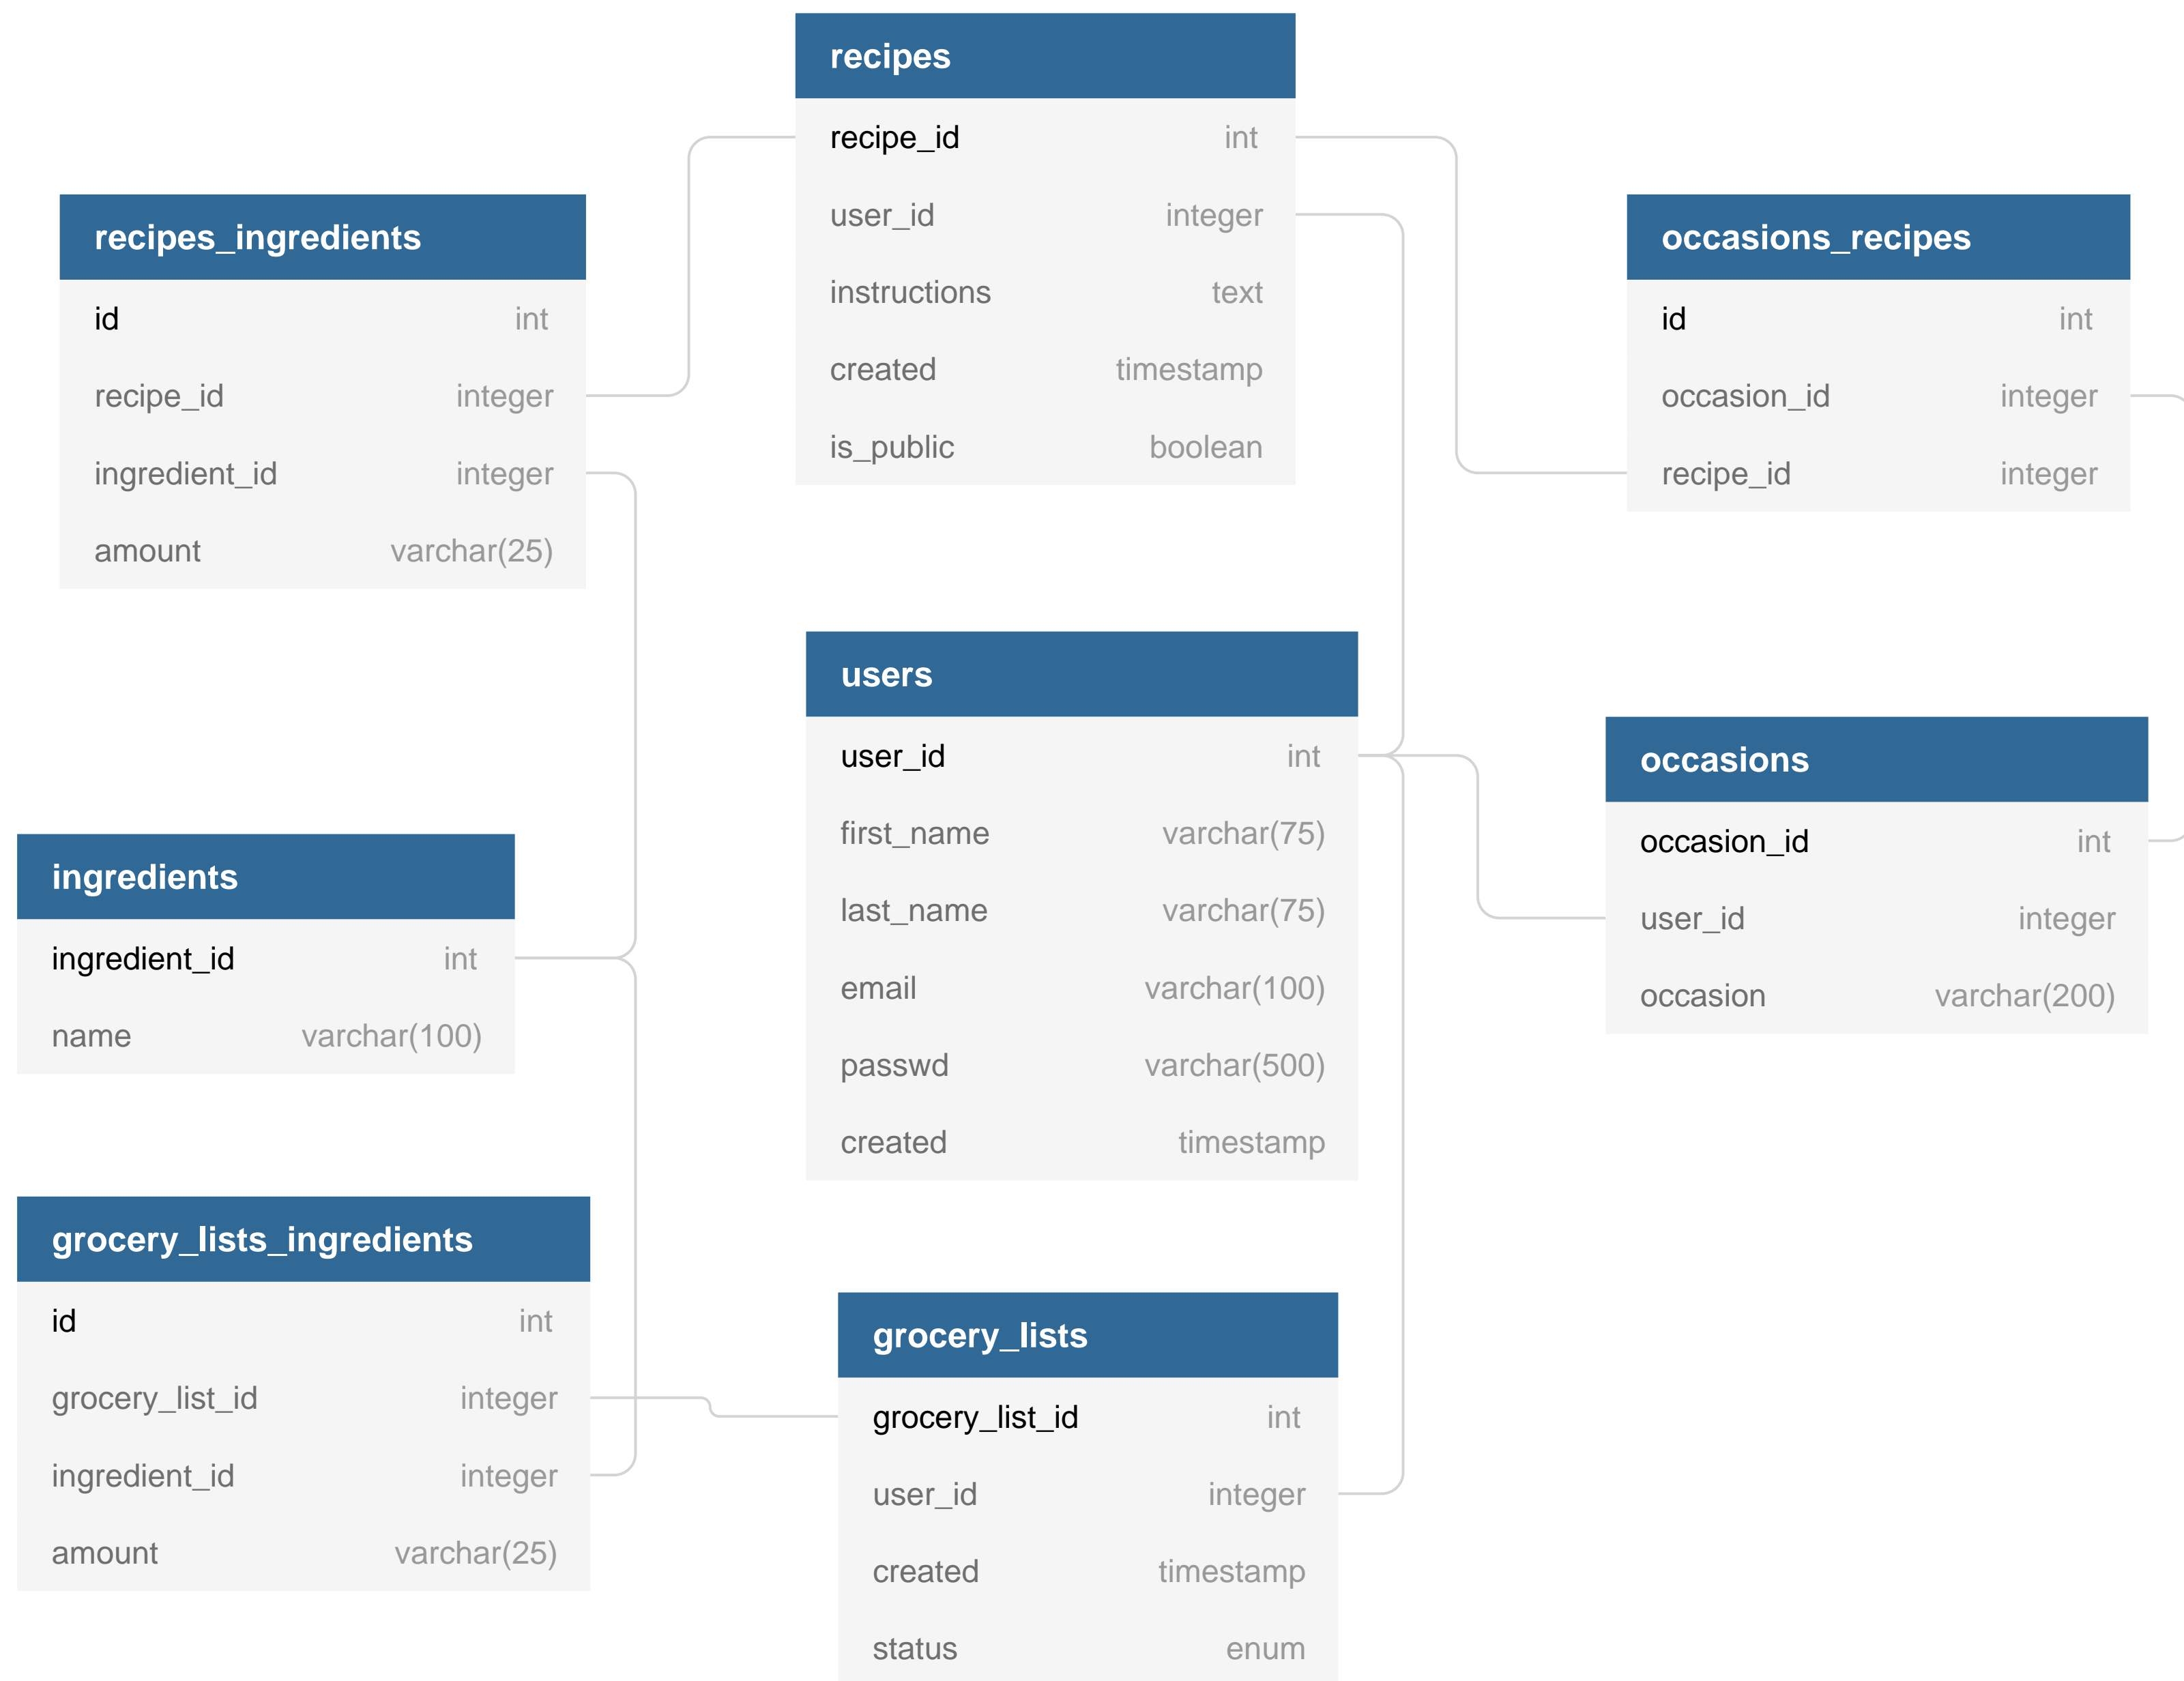 recipes
recipe_id int
user_id integer
instructions text
created timestamp
is_public boolean
recipes_ingredients
id int
recipe_id integer
ingredient_id integer
amount varchar(25)
occasions_recipes
id int
occasion_id integer
recipe_id integer
users
user_id int
first_name varchar(75)
last_name varchar(75)
email varchar(100)
passwd varchar(500)
created timestamp
occasions
occasion_id int
user_id integer
occasion varchar(200)
ingredients
ingredient_id int
name varchar(100)
grocery_lists_ingredients
id int
grocery_list_id integer
ingredient_id integer
amount varchar(25)
grocery_lists
grocery_list_id int
user_id integer
created timestamp
status enum